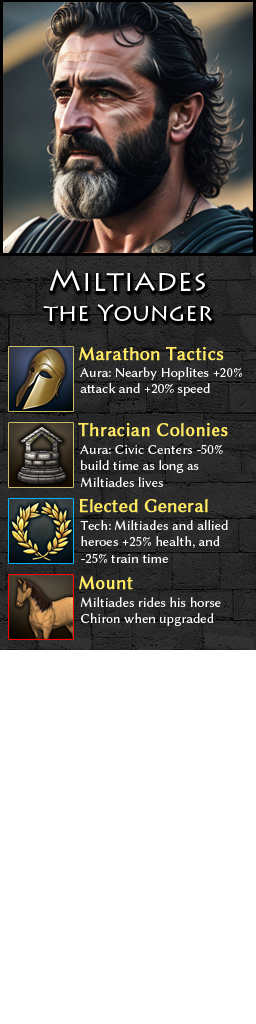 Miltiades
the Younger
Marathon Tactics
Aura: Nearby Hoplites +20%
attack and +20% speed
Thracian Colonies
Aura: Civic Centers -50%
build time as long as
Miltiades lives
Elected General
Tech: Miltiades and allied
heroes +25% health, and
-25% train time
Mount
Miltiades rides his horse
Chiron when upgraded